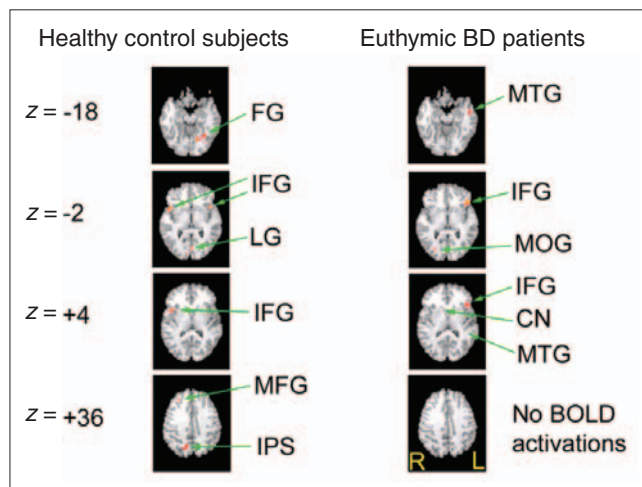 Healthy control subjects
Euthymic BD patients
z = -18
FG
MTG
z = -2
IFG
LG
IFG
MOG
z = +4
IFG
IFG
CN
MTG
z = +36
MFG
IPS
No BOLD
activations
R L